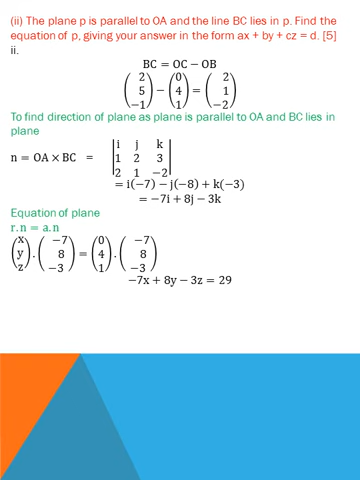 (ii) The plane p is parallel to OA and the line BC lies in p. Find the
equation of p, giving your answer in the form ax + by + cz = d. [5]
ii.
BC = OC − OB
( 2 5 −1 ) − ( 0 4 1 ) = ( 2 1 −2 )
To find direction of plane as plane is parallel to OA and BC lies in
plane
n = OA × BC = | i j k |
| 1 2 3 |
| 2 1 −2 |
= i(−7) − j(−8) + k(−3)
= −7i + 8j − 3k
Equation of plane
r.n = a.n
( x y z ) . ( −7 8 −3 ) = ( 0 4 1 ) . ( −7 8 −3 )
−7x + 8y − 3z = 29